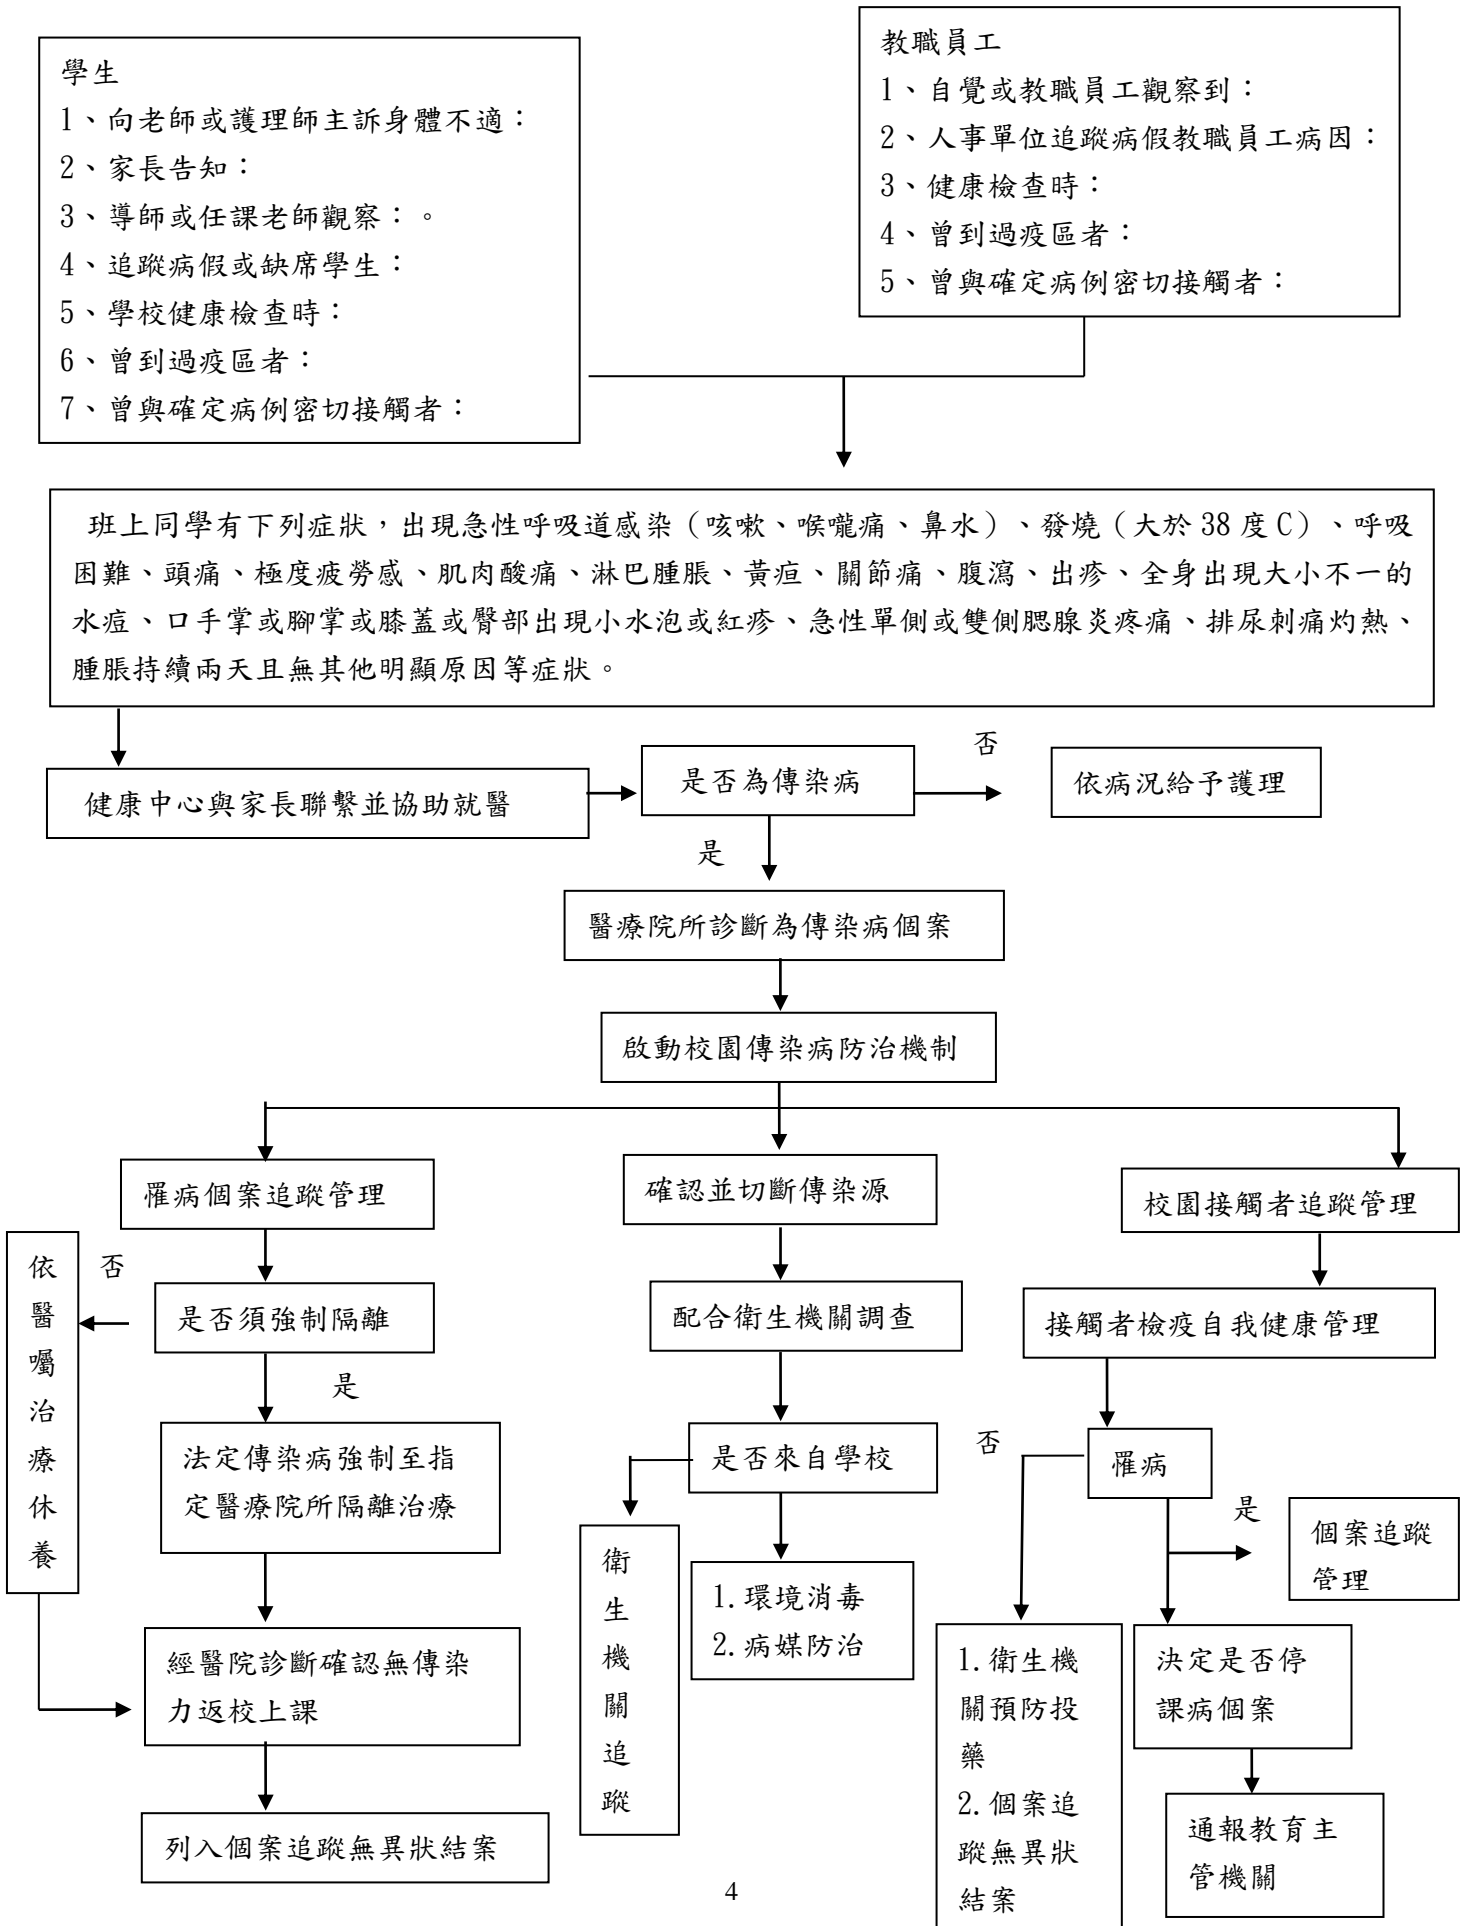 學生
1、向老師或護理師主訴身體不適：
2、家長告知：
3、導師或任課老師觀察：。
4、追蹤病假或缺席學生：
5、學校健康檢查時：
6、曾到過疫區者：
7、曾與確定病例密切接觸者：
教職員工
1、自覺或教職員工觀察到：
2、人事單位追蹤病假教職員工病因：
3、健康檢查時：
4、曾到過疫區者：
5、曾與確定病例密切接觸者：
班上同學有下列症狀，出現急性呼吸道感染（咳嗽、喉嚨痛、鼻水）、發燒（大於 38 度 C）、呼吸
困難、頭痛、極度疲勞感、肌肉酸痛、淋巴腫脹、黃疸、關節痛、腹瀉、出疹、全身出現大小不一的
水痘、口手掌或腳掌或膝蓋或臀部出現小水泡或紅疹、急性單側或雙側腮腺炎疼痛、排尿刺痛灼熱、
腫脹持續兩天且無其他明顯原因等症狀。
健康中心與家長聯繫並協助就醫
是否為傳染病
否
依病況給予護理
是
醫療院所診斷為傳染病個案
啟動校園傳染病防治機制
罹病個案追蹤管理
確認並切斷傳染源
校園接觸者追蹤管理
依醫囑治療休養
否
是否須強制隔離
配合衛生機關調查
接觸者檢疫自我健康管理
是
法定傳染病強制至指
定醫療院所隔離治療
是否來自學校
否
罹病
是
個案追蹤
管理
衛生機關追蹤
1.環境消毒
2.病媒防治
經醫院診斷確認無傳染
力返校上課
1.衛生機
關預防投
藥
2.個案追
蹤無異狀
結案
決定是否停
課病個案
列入個案追蹤無異狀結案
通報教育主
管機關
4